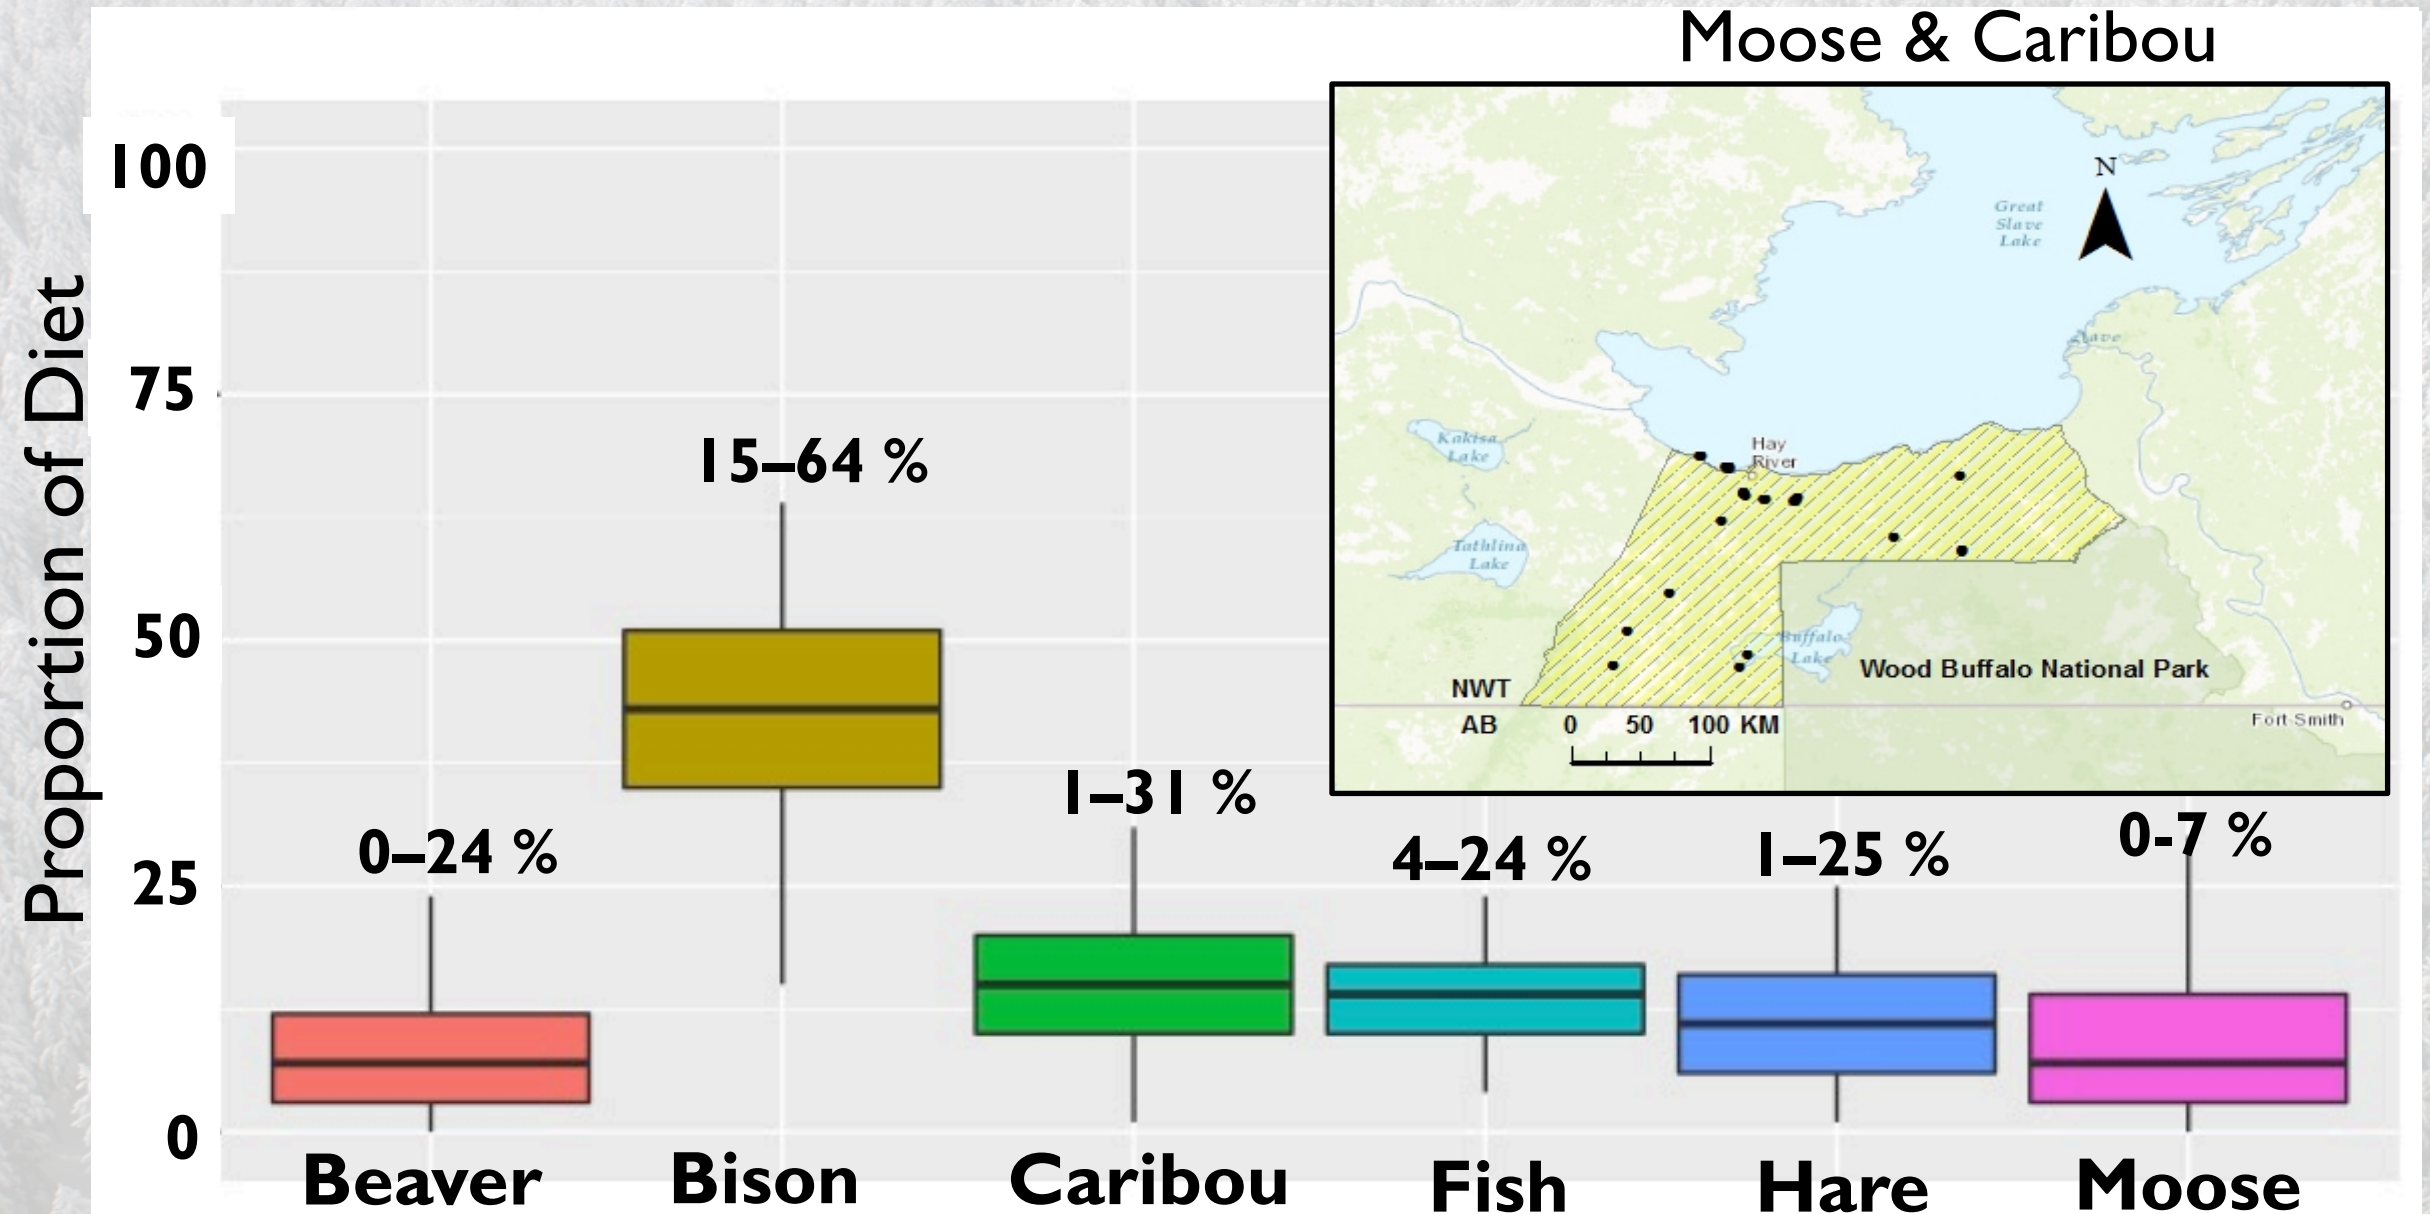 Moose & Caribou
Proportion of Diet
100
75
50
25
0
0–24 %
15–64 %
1–31 %
4–24 %
1–25 %
0-7 %
Beaver
Bison
Caribou
Fish
Hare
Moose
N
Great
Slave
Lake
Slave
Hay
River
Kakisa
Lake
Tathlina
Lake
Buffalo
Lake
Wood Buffalo National Park
NWT
AB
0 50 100 KM
Fort Smith